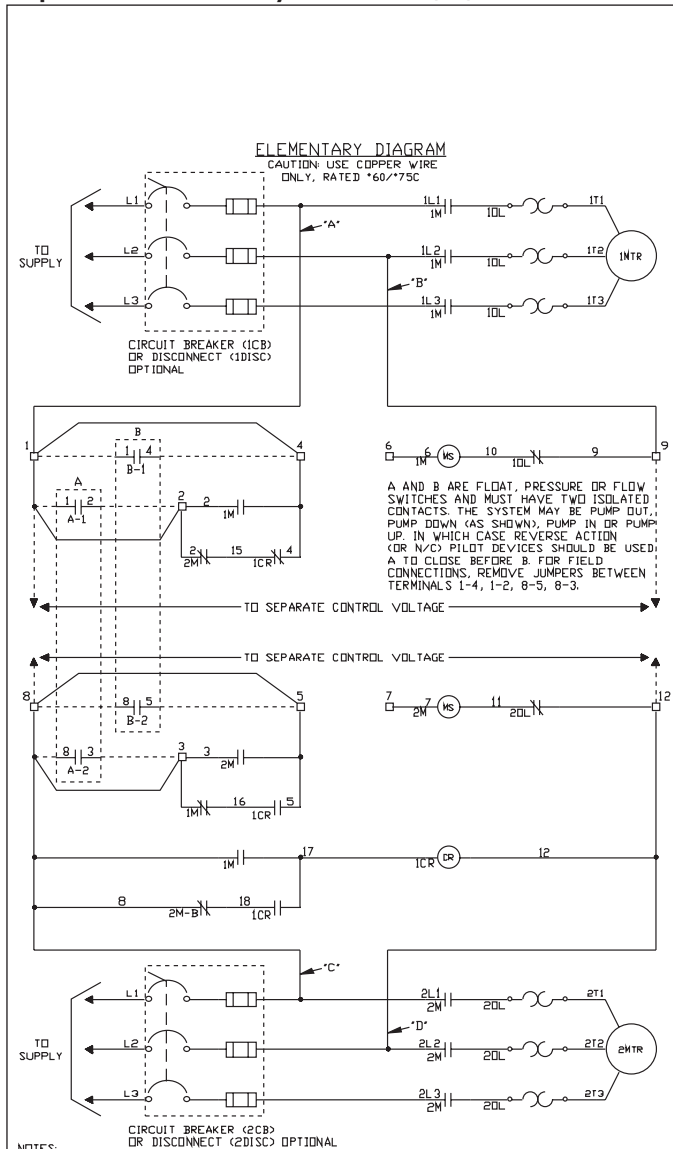 ELEMENTARY DIAGRAM
CAUTION: USE COPPER WIRE
ONLY, RATED °60/°75C
L1
1L1
1M
1OL
1T1
"A"
TO
SUPPLY
L2
1L2
1M
1OL
1T2
1MTR
"B"
L3
1L3
1M
1OL
1T3
CIRCUIT BREAKER (1CB)
OR DISCONNECT (1DISC)
OPTIONAL
1
B
1 4
B-1
4
6
6
1M
MS
10
1OL
9
9
A
1 2
A-1
2
2
1M
2
2M
15
1CR
4
A AND B ARE FLOAT, PRESSURE OR FLOW
SWITCHES AND MUST HAVE TWO ISOLATED
CONTACTS. THE SYSTEM MAY BE PUMP OUT,
PUMP DOWN (AS SHOWN), PUMP IN OR PUMP
UP. IN WHICH CASE REVERSE ACTION
(OR N/C) PILOT DEVICES SHOULD BE USED
A TO CLOSE BEFORE B. FOR FIELD
CONNECTIONS, REMOVE JUMPERS BETWEEN
TERMINALS 1-4, 1-2, 8-5, 8-3.
TO SEPARATE CONTROL VOLTAGE
TO SEPARATE CONTROL VOLTAGE
8
8 5
B-2
5
7
7
2M
MS
11
2OL
12
8 3
A-2
3
3
2M
1M
16
1CR
5
1M
17
1CR
CR
12
8
2M-B
18
1CR
"C"
L1
2L1
2M
2OL
2T1
"D"
TO
SUPPLY
L2
2L2
2M
2OL
2T2
2MTR
L3
2L3
2M
2OL
2T3
CIRCUIT BREAKER (2CB)
OR DISCONNECT (2DISC) OPTIONAL
NOTES: